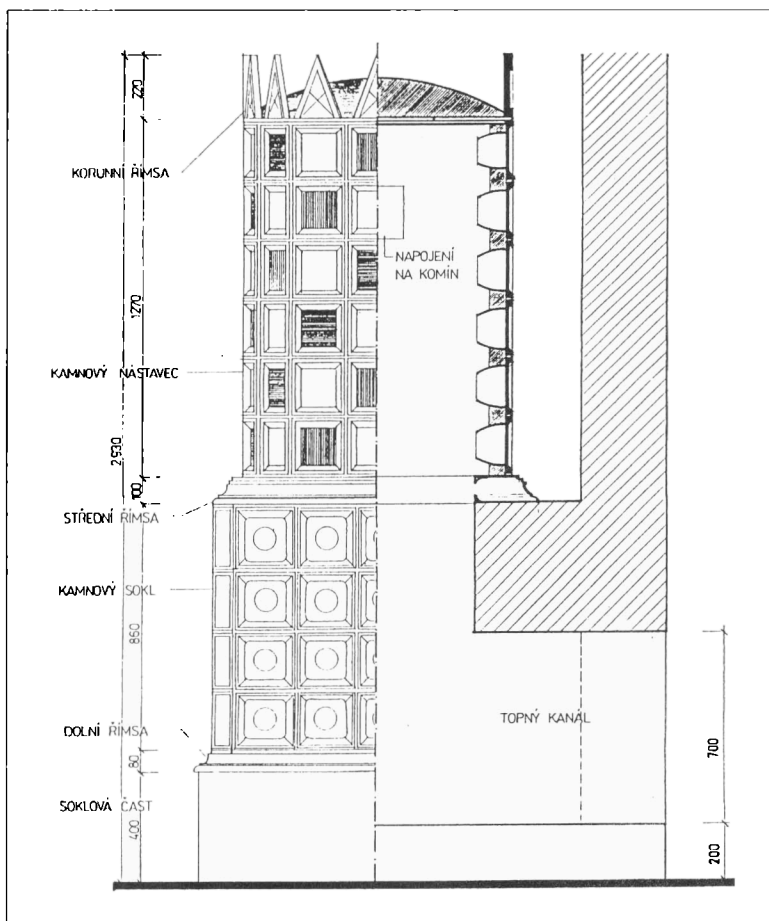 220
KORUNNÍ ŘÍMSA
NAPOJENÍ
NA KOMÍN
1270
KAMNOVÝ NÁSTAVEC
2930
100
STŘEDNÍ ŘÍMSA
KAMNOVÝ SOKL
860
TOPNÝ KANÁL
DOLNÍ ŘÍMSA
700
80
SOKLOVÁ ČÁST
400
200